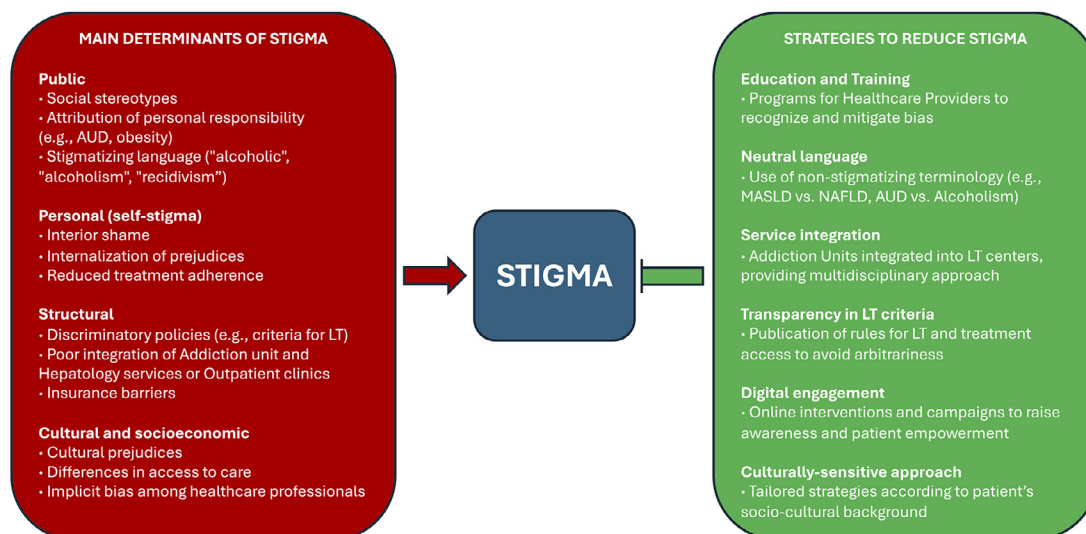 MAIN DETERMINANTS OF STIGMA
Public
• Social stereotypes
• Attribution of personal responsibility
(e.g., AUD, obesity)
• Stigmatizing language ("alcoholic",
"alcoholism", "recidivism”)
Personal (self-stigma)
• Interior shame
• Internalization of prejudices
• Reduced treatment adherence
Structural
• Discriminatory policies (e.g., criteria for LT)
• Poor integration of Addiction unit and
Hepatology services or Outpatient clinics
• Insurance barriers
Cultural and socioeconomic
• Cultural prejudices
• Differences in access to care
• Implicit bias among healthcare professionals
STIGMA
STRATEGIES TO REDUCE STIGMA
Education and Training
• Programs for Healthcare Providers to
recognize and mitigate bias
Neutral language
• Use of non-stigmatizing terminology (e.g.,
MASLD vs. NAFLD, AUD vs. Alcoholism)
Service integration
• Addiction Units integrated into LT centers,
providing multidisciplinary approach
Transparency in LT criteria
• Publication of rules for LT and treatment
access to avoid arbitrariness
Digital engagement
• Online interventions and campaigns to raise
awareness and patient empowerment
Culturally-sensitive approach
• Tailored strategies according to patient’s
socio-cultural background